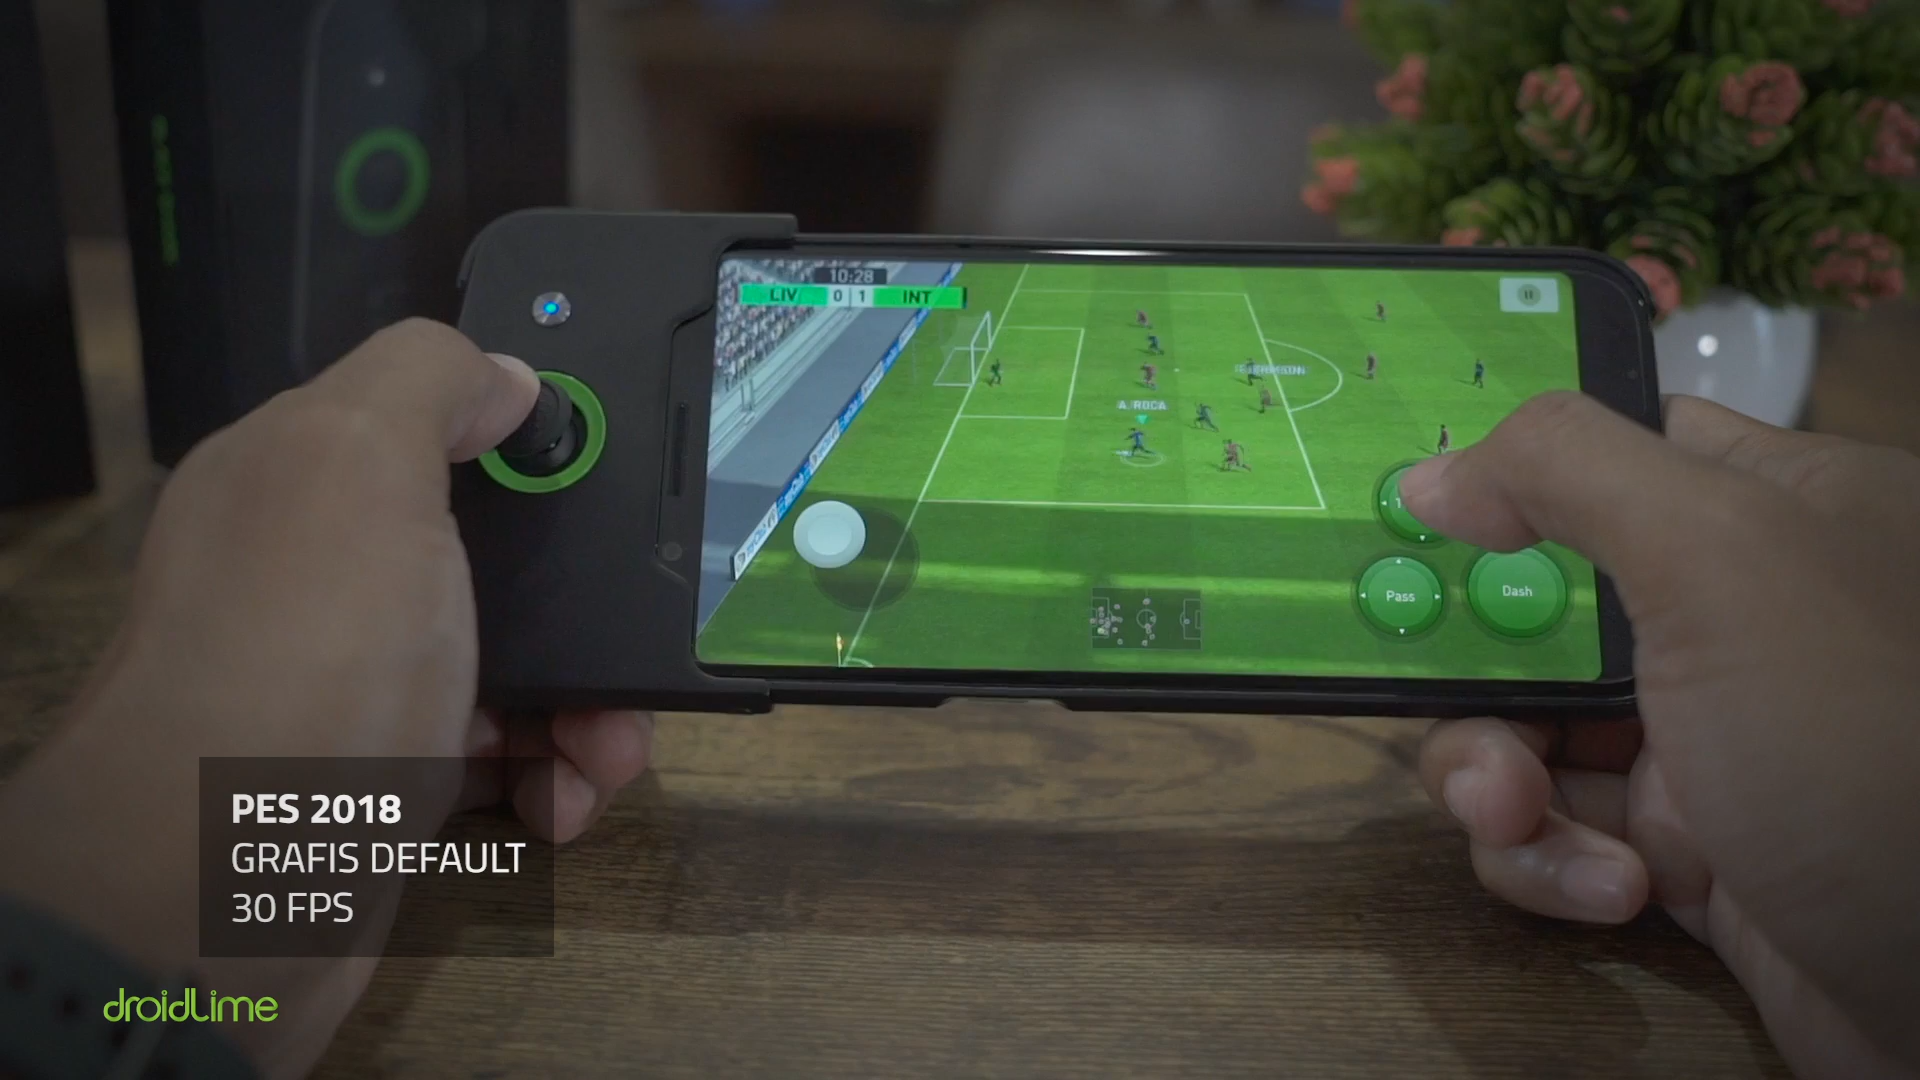 10:28
LIV 0 1 INT
A. ROCA
Pass
Dash
PES 2018
GRAFIS DEFAULT
30 FPS
droidlime